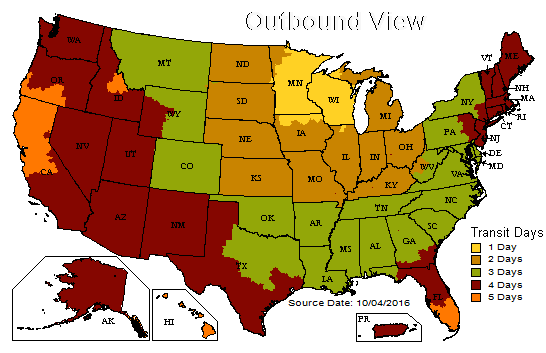 Outbound View
WA
MT
ND
MN
VT
ME
OR
ID
WY
SD
WI
MI
NY
NH
MA
RI
CT
NJ
DE
MD
NV
UT
CO
NE
IA
IL
IN
OH
PA
WV
VA
CA
KS
MO
KY
NC
TN
AZ
NM
OK
AR
SC
MS
AL
GA
TX
LA
FL
AK
HI
PR
Transit Days
1 Day
2 Days
3 Days
4 Days
5 Days
Source Date: 10/04/2016